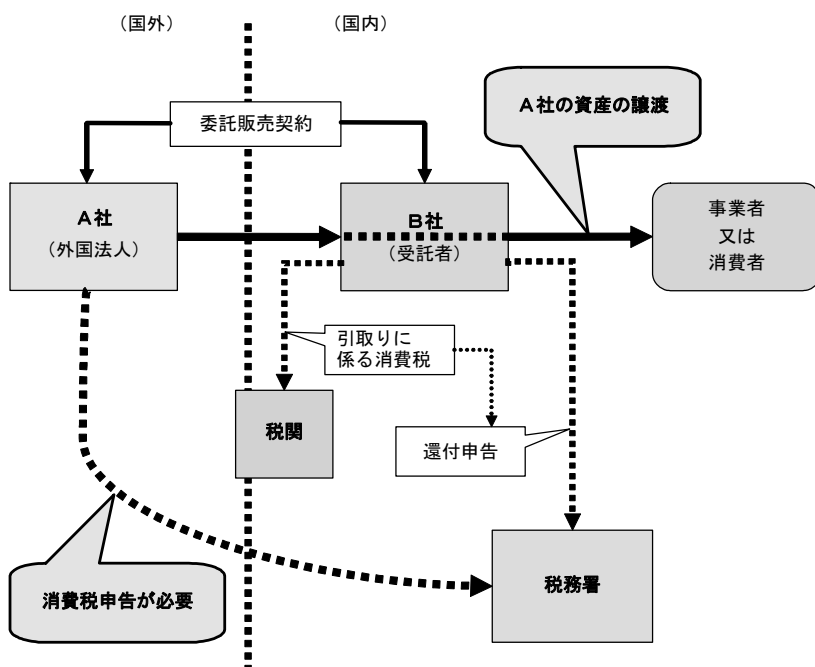 （国外）
（国内）
Ａ社の資産の譲渡
委託販売契約
Ａ社
（外国法人）
Ｂ社
（受託者）
事業者
又は
消費者
引取りに
係る消費税
税関
還付申告
消費税申告が必要
税務署